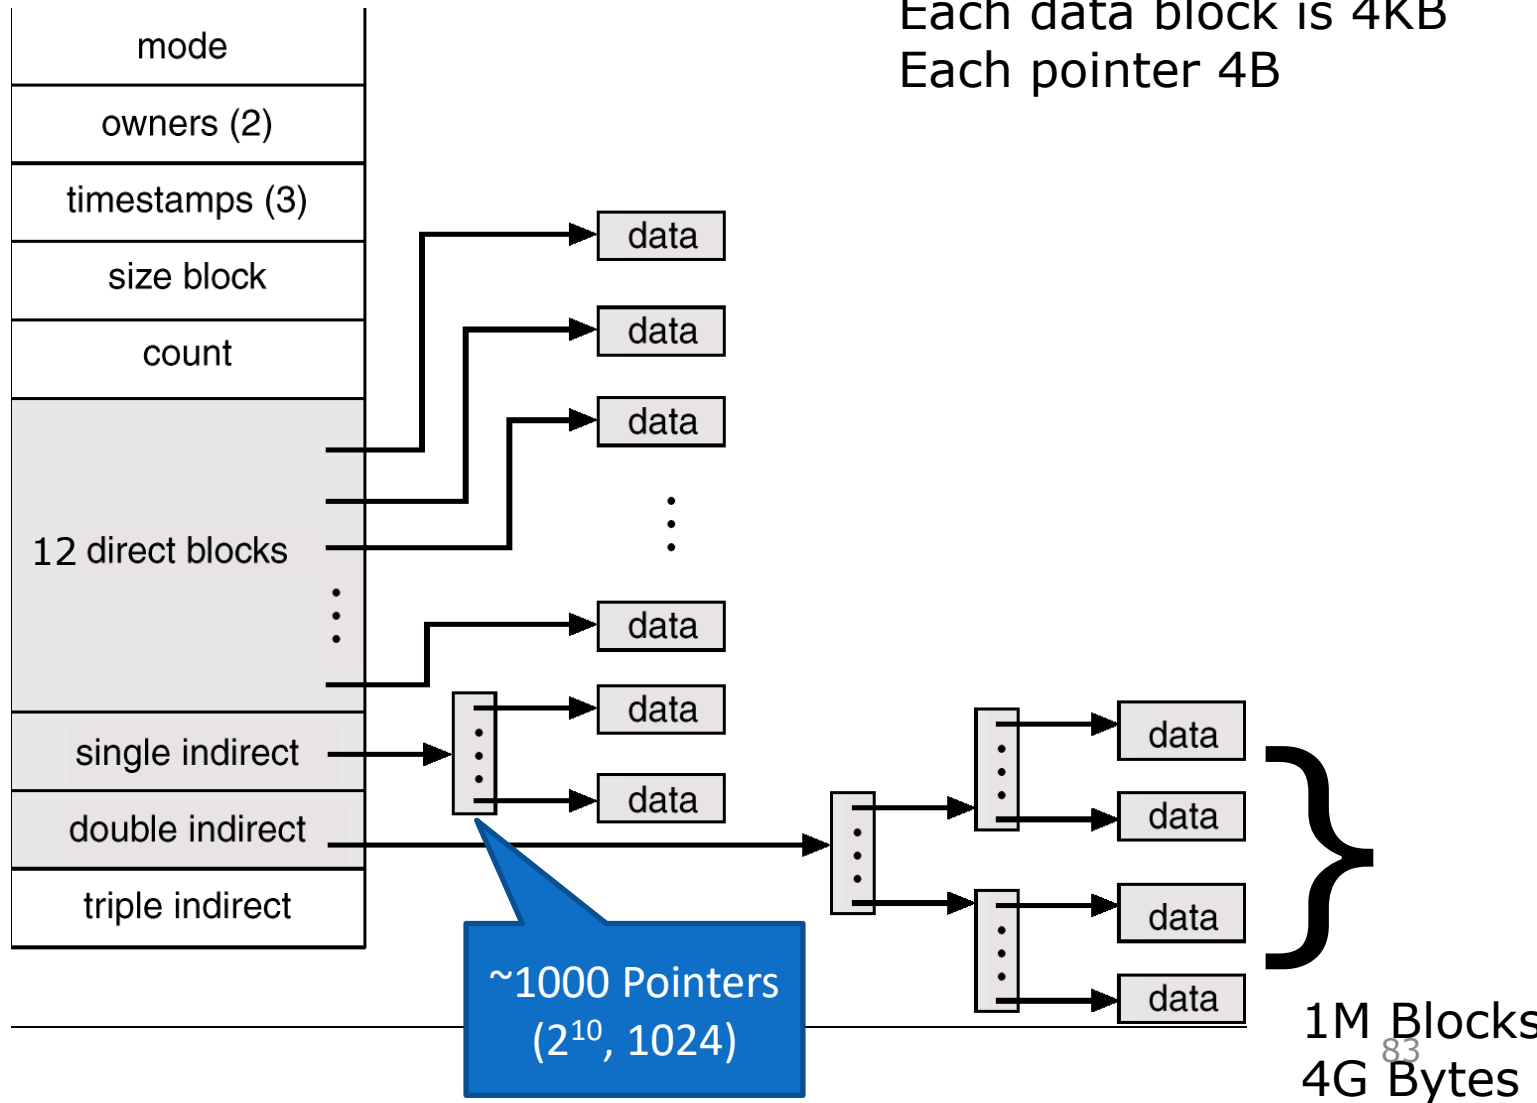 Each data block is 4KB
Each pointer 4B
mode
owners (2)
timestamps (3)
size block
count
12 direct blocks
single indirect
double indirect
triple indirect
data
data
data
data
data
data
data
data
data
data
~1000 Pointers
(2^10, 1024)
1M Blocks
83
4G Bytes